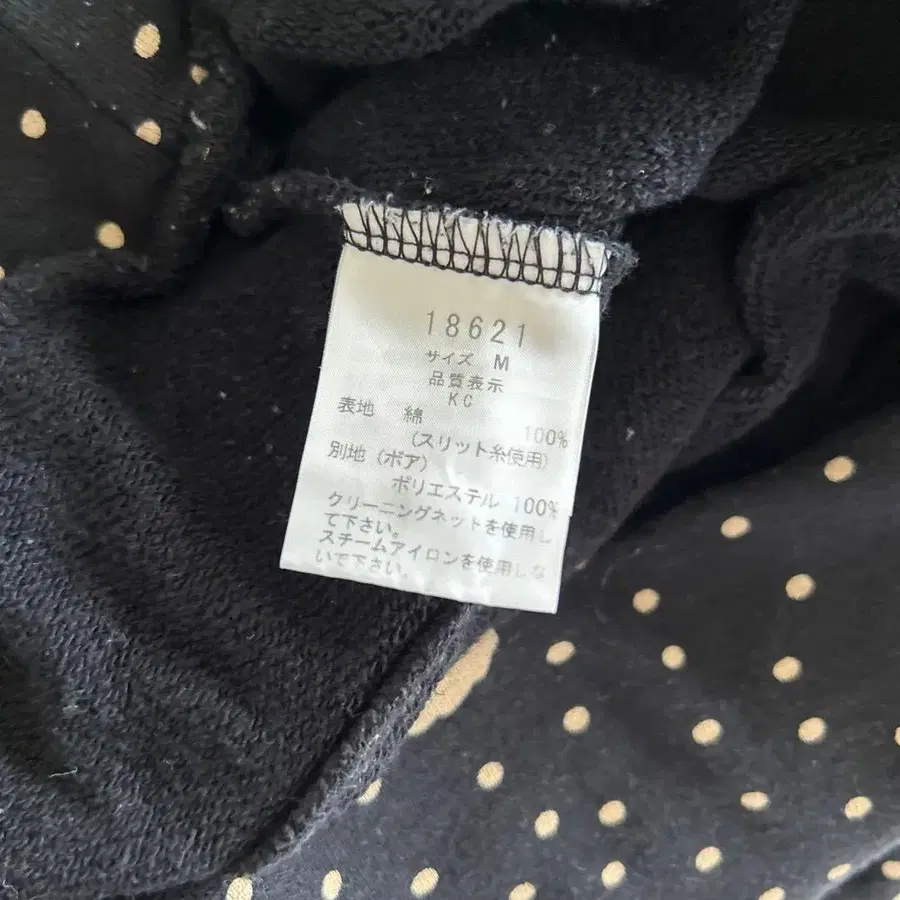 18621
サイズ M
品質表示
KC
表地 綿 100%
(スリット糸使用)
別地(ボア)
ポリエステル 100%
クリーニングネットを使用し
て下さい。
スチームアイロンを使用しな
いで下さい。